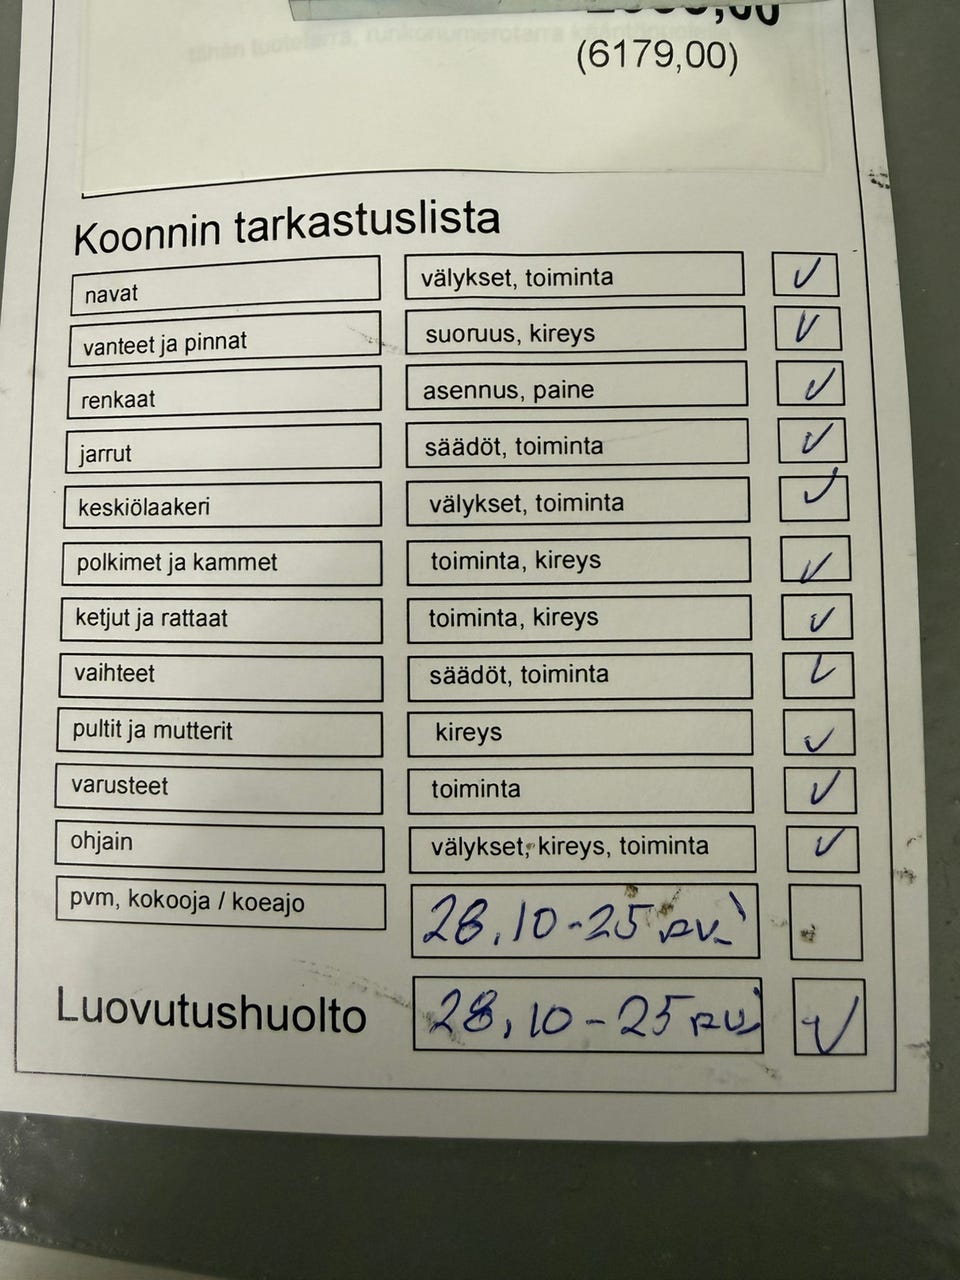 (6179,00)
Koonnin tarkastuslista
navat välykset, toiminta ✓
vanteet ja pinnat suoruus, kireys ✓
renkaat asennus, paine ✓
jarrut säädöt, toiminta ✓
keskiölaakeri välykset, toiminta ✓
polkimet ja kammet toiminta, kireys ✓
ketjut ja rattaat toiminta, kireys ✓
vaihteet säädöt, toiminta ✓
pultit ja mutterit kireys ✓
varusteet toiminta ✓
ohjain välykset, kireys, toiminta ✓
pvm, kokooja / koeajo 28.10-25
Luovutushuolto 28.10-25 ✓